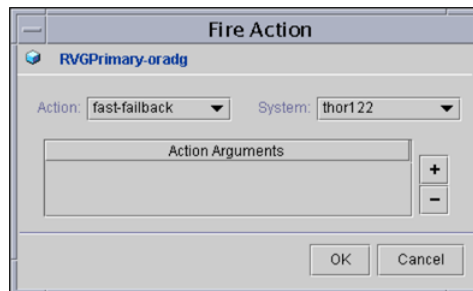 Fire Action
RVGPrimary-oradg
Action: fast-failback System: thor122
Action Arguments
+
−
OK Cancel